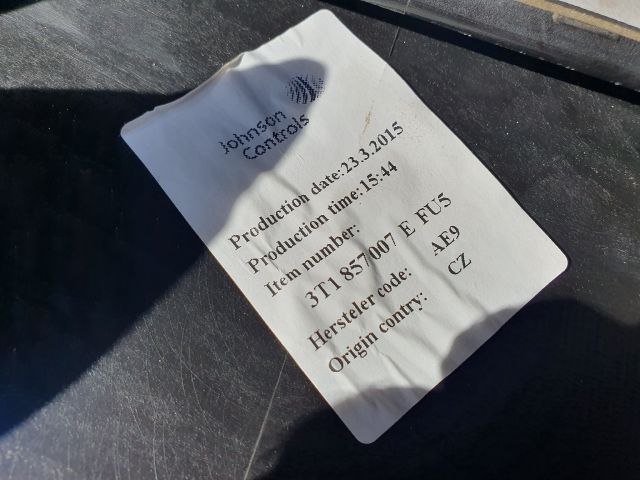 Johnson
Controls
Production date:23.3.2015
Production time:15:44
Item number:
3T1 857 007 E FU5
Hersteler code: AE9
Origin contry: CZ